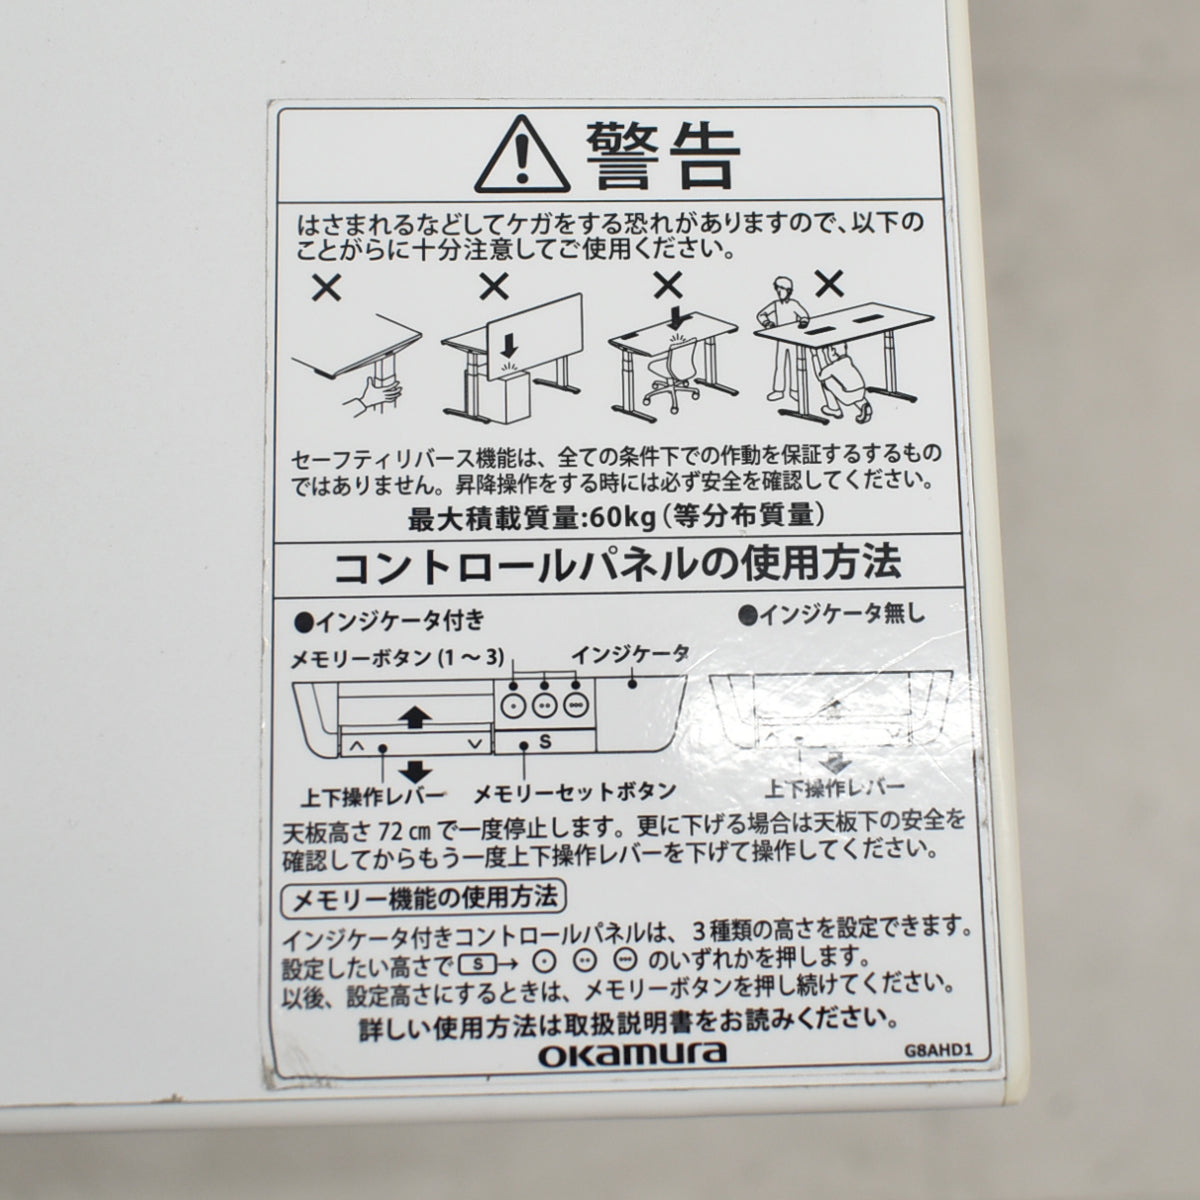 警告
はさまれるなどしてケガをする恐れがありますので、以下の
ことがらに十分注意してご使用ください。
セーフティリバース機能は、全ての条件下での作動を保証するするもの
ではありません。昇降操作をする時には必ず安全を確認してください。
最大積載質量:60kg(等分布質量)
コントロールパネルの使用方法
●インジケータ付き
●インジケータ無し
メモリーボタン(1～3)
インジケータ
S
上下操作レバー
メモリーセットボタン
上下操作レバー
天板高さ72㎝で一度停止します。更に下げる場合は天板下の安全を
確認してからもう一度上下操作レバーを下げて操作してください。
メモリー機能の使用方法
インジケータ付きコントロールパネルは、3種類の高さを設定できます。
設定したい高さで S → のいずれかを押します。
以後、設定高さにするときは、メモリーボタンを押し続けてください。
詳しい使用方法は取扱説明書をお読みください。
OKamura
G8AHD1